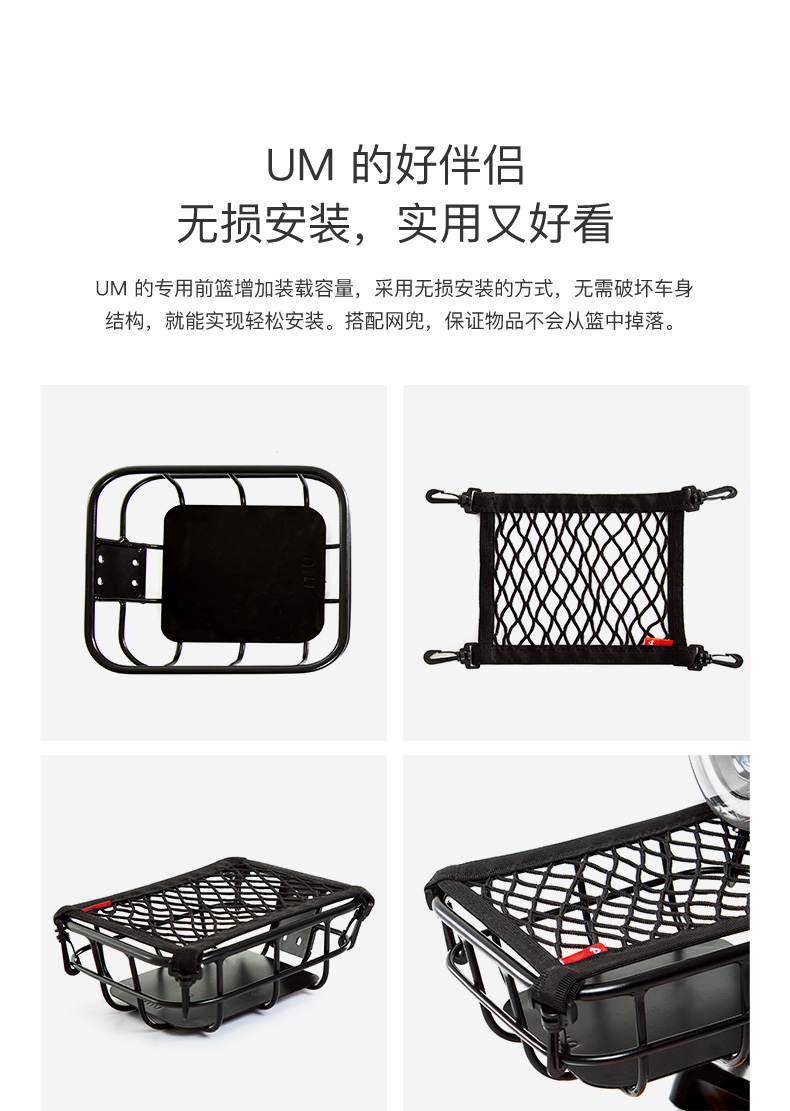 UM 的好伴侣
无损安装，实用又好看
UM 的专用前篮增加装载容量，采用无损安装的方式，无需破坏车身
结构，就能实现轻松安装。搭配网兜，保证物品不会从篮中掉落。